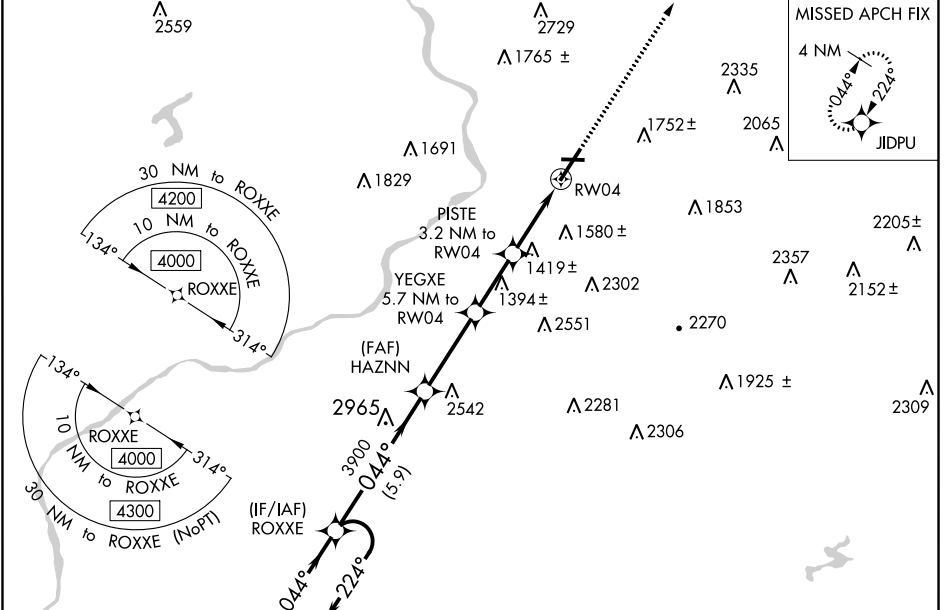 2559
2729
1765 ±
MISSED APCH FIX
4 NM
044°
224°
JIDPU
2335
1752 ±
2065
1691
1829
RW04
30 NM to ROXXE
4200
10 NM to ROXXE
4000
134°
ROXXE
314°
PISTE
3.2 NM to
RW04
1580 ±
1853
2205±
1419±
2357
2152±
YEGXE
5.7 NM to
RW04
1394±
2302
2551
2270
(FAF)
HAZNN
134°
ROXXE
314°
4000
10 NM to ROXXE
4300
30 NM to ROXXE (NoPT)
2965
2542
2281
1925 ±
2309
2306
3900
044°
(5.9)
(IF/IAF)
ROXXE
044°
224°